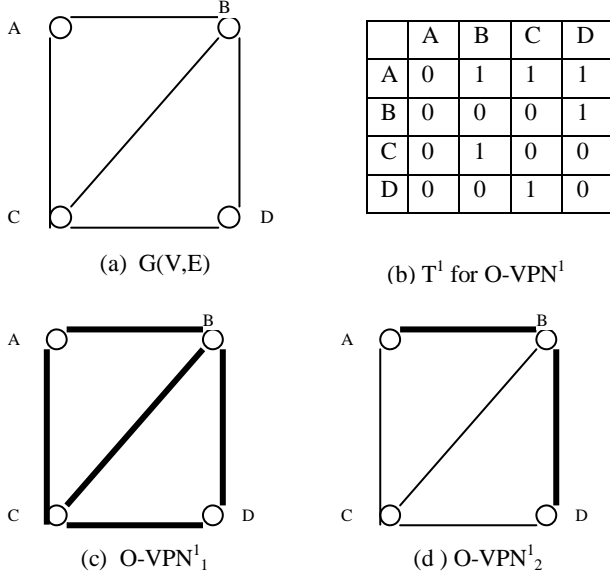 A B
C D
(a) G(V,E)
A B C D
A 0 1 1 1
B 0 0 0 1
C 0 1 0 0
D 0 0 1 0
(b) T¹ for O-VPN¹
A B
C D
(c) O-VPN¹₁
A B
C D
(d ) O-VPN¹₂